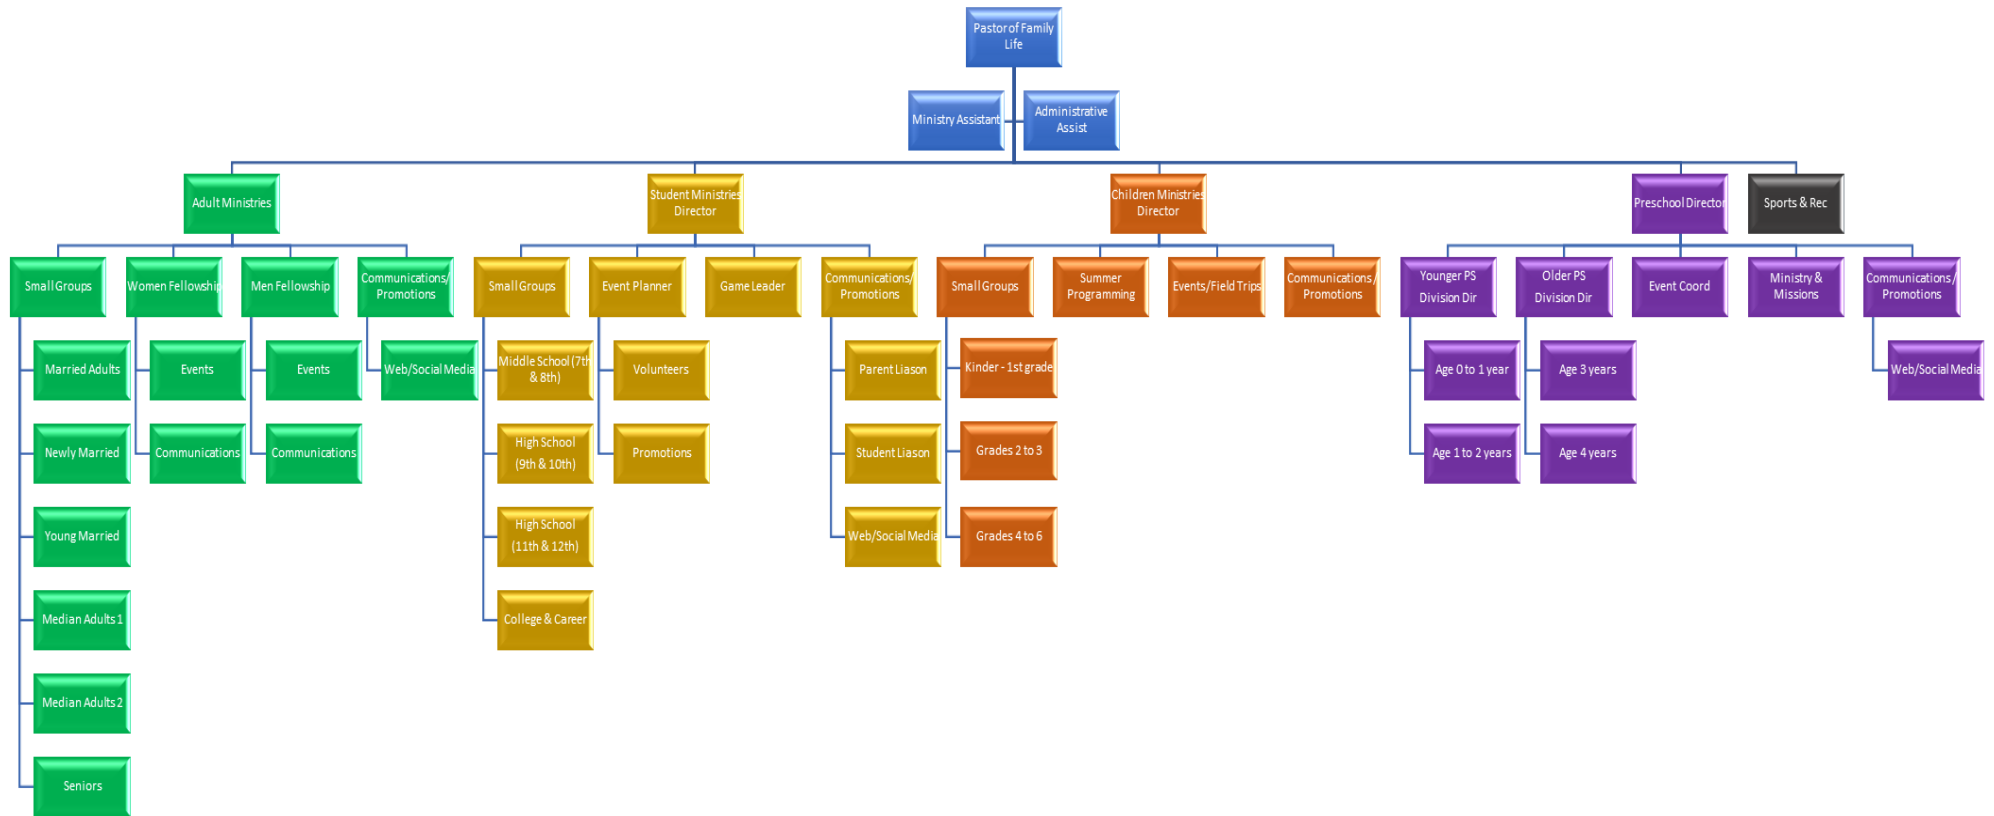 Pastor of Family
Life
Ministry Assistant
Administrative
Assist
Adult Ministries
Student Ministries
Director
Children Ministries
Director
Preschool Director
Sports & Rec
Small Groups
Women Fellowship
Men Fellowship
Communications/
Promotions
Small Groups
Event Planner
Game Leader
Communications/
Promotions
Small Groups
Summer
Programming
Events/Field Trips
Communications /
Promotions
Younger PS
Division Dir
Older PS
Division Dir
Event Coord
Ministry &
Missions
Communications /
Promotions
Married Adults
Events
Events
Web/Social Media
Middle School (7th
& 8th)
Volunteers
Parent Liason
Kinder - 1st grade
Age 0 to 1 year
Age 3 years
Web/Social Media
Newly Married
Communications
Communications
High School
(9th & 10th)
Promotions
Student Liason
Grades 2 to 3
Age 1 to 2 years
Age 4 years
Young Married
High School
(11th & 12th)
Web/Social Media
Grades 4 to 6
Median Adults 1
College & Career
Median Adults 2
Seniors